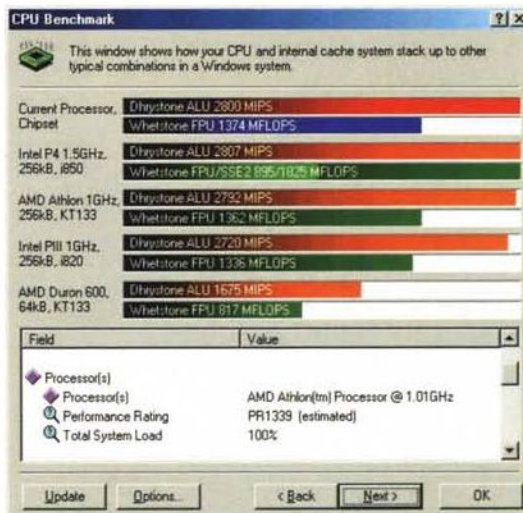 CPU Benchmark
This window shows how your CPU and internal cache system stack up to other
typical combinations in a Windows system.
Current Processor,
Chipset
Dhrystone ALU 2800 MIPS
Whetstone FPU 1374 MFLOPS
Intel P4 1.5GHz,
256kB, i850
Dhrystone ALU 2807 MIPS
Whetstone FPU/SSE2 895/1825 MFLOPS
AMD Athlon 1GHz,
256kB, KT133
Dhrystone ALU 2792 MIPS
Whetstone FPU 1362 MFLOPS
Intel PIII 1GHz,
256kB, i820
Dhrystone ALU 2720 MIPS
Whetstone FPU 1336 MFLOPS
AMD Duron 600,
64kB, KT133
Dhrystone ALU 1675 MIPS
Whetstone FPU 817 MFLOPS
Field Value
Processor(s)
Processor(s) AMD Athlon(tm) Processor @ 1.01GHz
Performance Rating PR1339 (estimated)
Total System Load 100%
Update Options... < Back Next > OK